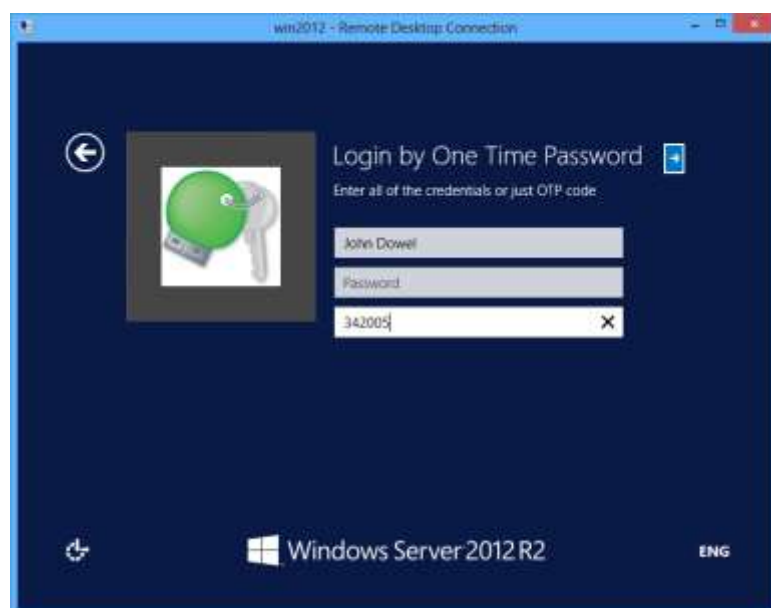 win2012 - Remote Desktop Connection
Login by One Time Password
Enter all of the credentials or just OTP code
John Dowel
Password
342005
Windows Server 2012 R2
ENG